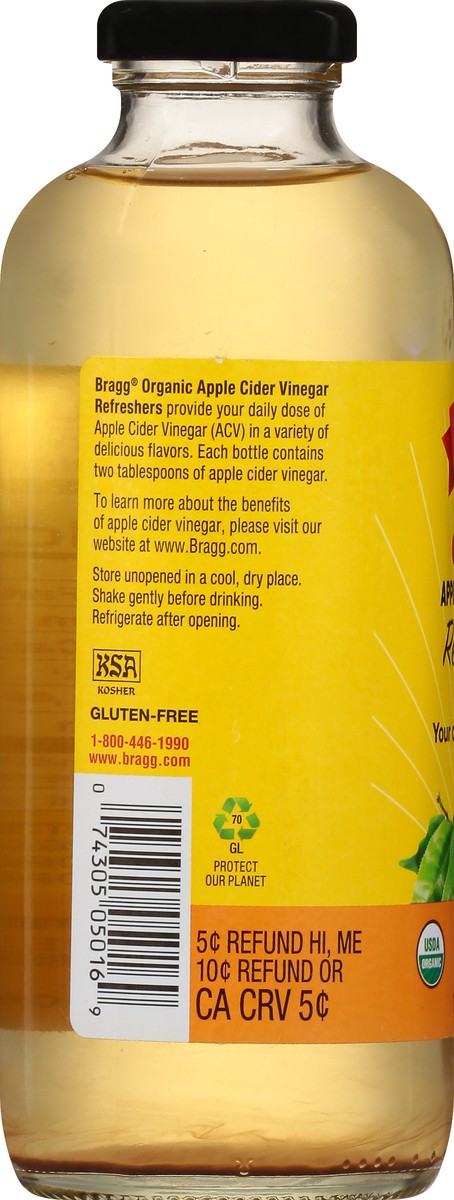 Bragg® Organic Apple Cider Vinegar
Refreshers provide your daily dose of
Apple Cider Vinegar (ACV) in a variety of
delicious flavors. Each bottle contains
two tablespoons of apple cider vinegar.
To learn more about the benefits
of apple cider vinegar, please visit our
website at www.Bragg.com.
Store unopened in a cool, dry place.
Shake gently before drinking.
Refrigerate after opening.
KSA
KOSHER
GLUTEN-FREE
1-800-446-1990
www.bragg.com
0 74305 05016 9
70
GL
PROTECT
OUR PLANET
5¢ REFUND HI, ME
10¢ REFUND OR
CA CRV 5¢
USDA
ORGANIC
Your